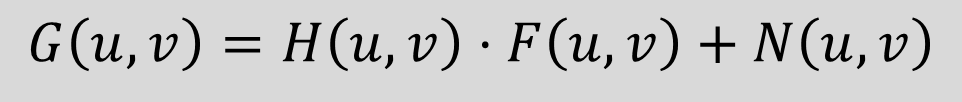 G(u, v) = H(u, v) · F(u, v) + N(u, v)